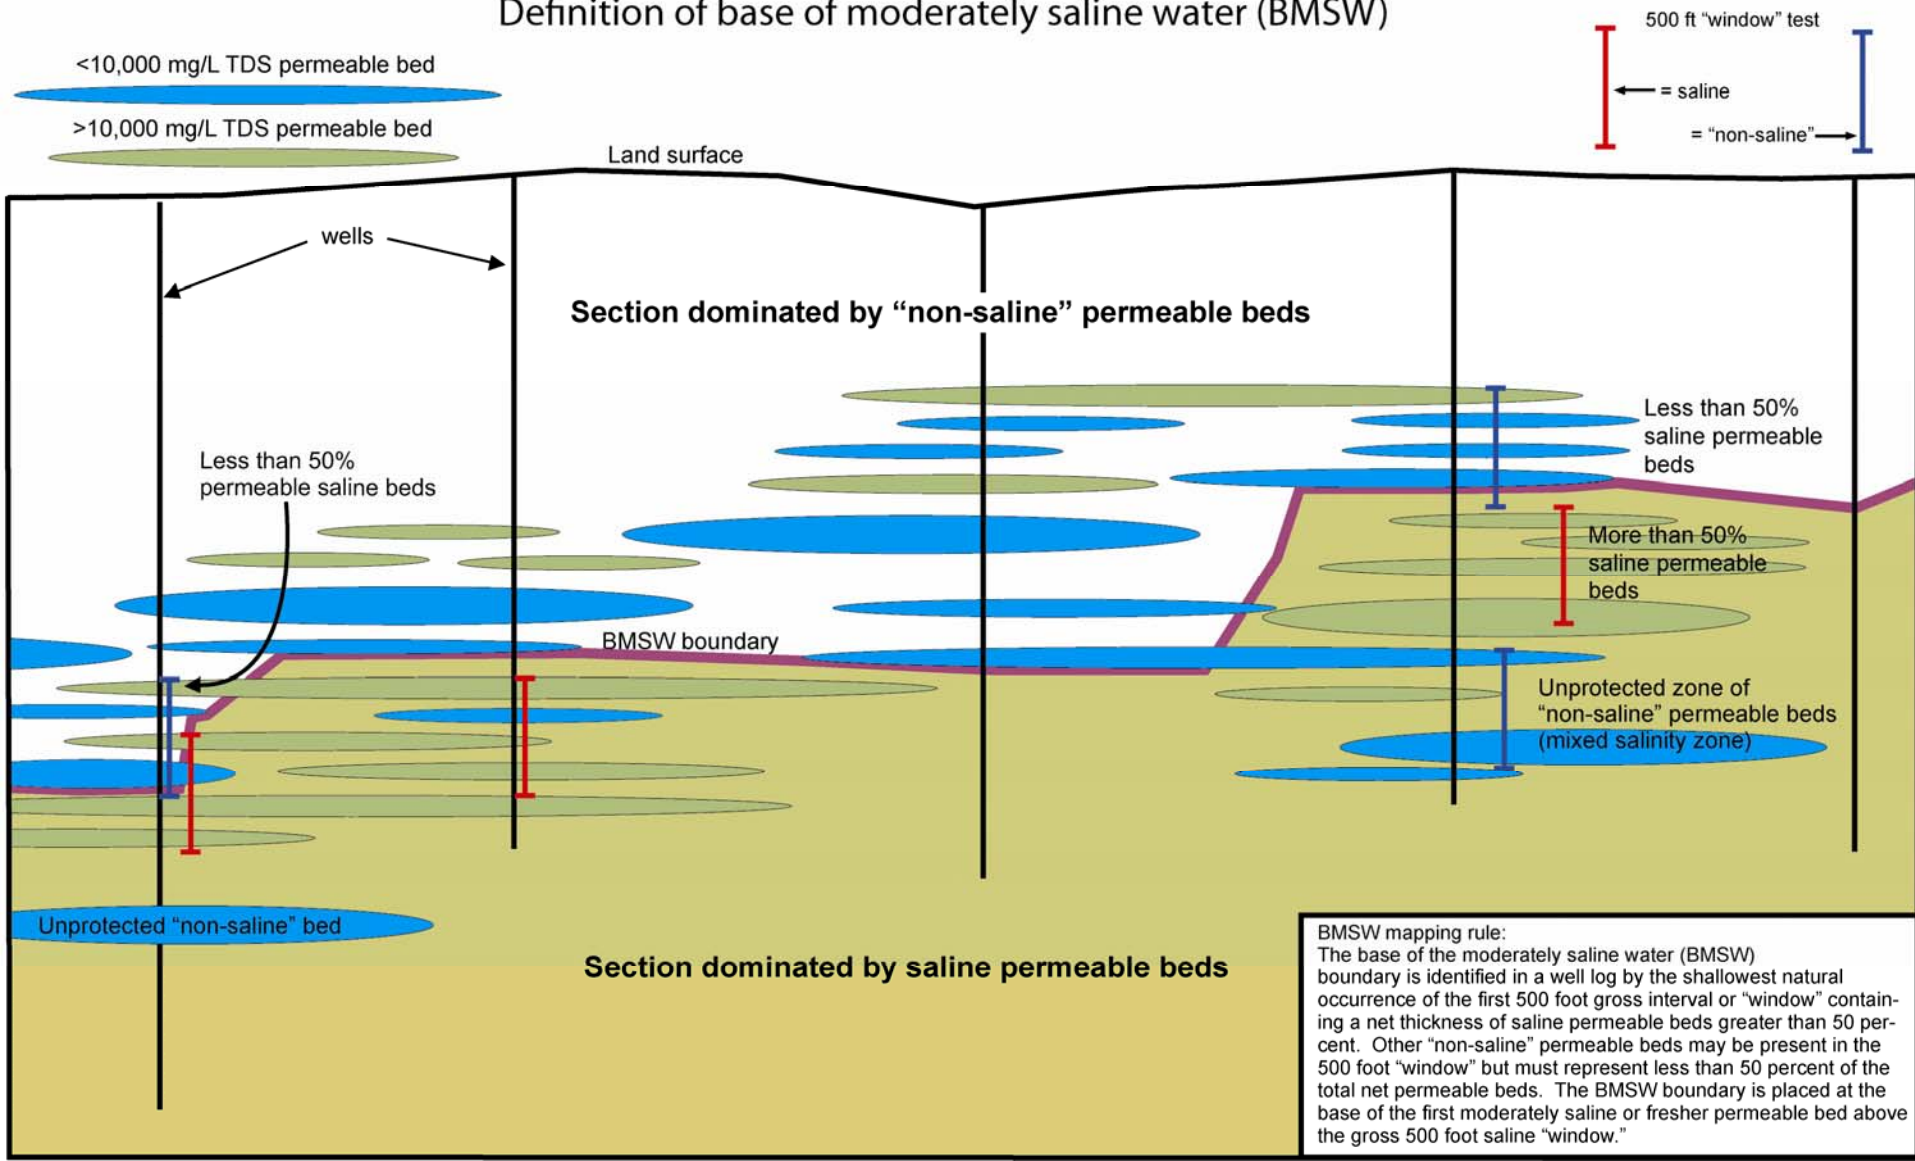 Definition of base of moderately saline water (BMSW)
500 ft “window” test
<10,000 mg/L TDS permeable bed
= saline
>10,000 mg/L TDS permeable bed
= “non-saline”
Land surface
wells
Section dominated by “non-saline” permeable beds
Less than 50%
saline permeable
beds
Less than 50%
permeable saline beds
More than 50%
saline permeable
beds
BMSW boundary
Unprotected zone of
“non-saline” permeable beds
(mixed salinity zone)
Unprotected “non-saline” bed
Section dominated by saline permeable beds
BMSW mapping rule:
The base of the moderately saline water (BMSW)
boundary is identified in a well log by the shallowest natural
occurrence of the first 500 foot gross interval or “window” contain-
ing a net thickness of saline permeable beds greater than 50 per-
cent.  Other “non-saline” permeable beds may be present in the
500 foot “window” but must represent less than 50 percent of the
total net permeable beds.  The BMSW boundary is placed at the
base of the first moderately saline or fresher permeable bed above
the gross 500 foot saline “window.”